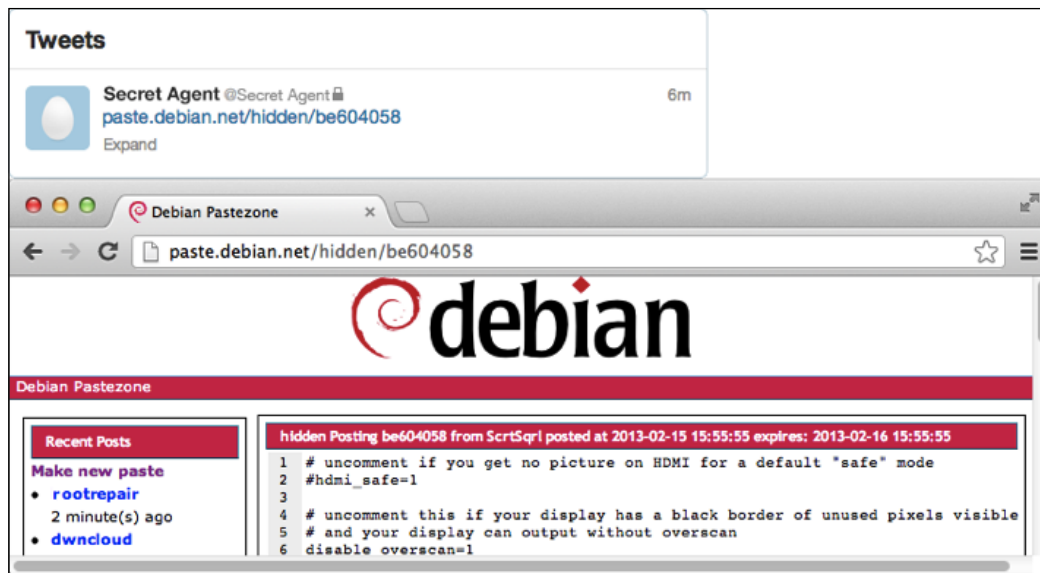 Tweets
Secret Agent @Secret Agent 6m
paste.debian.net/hidden/be604058
Expand
Debian Pastezone ×
paste.debian.net/hidden/be604058
debian
Debian Pastezone
Recent Posts
Make new paste
• rootrepair
2 minute(s) ago
• dwncloud
hidden Posting be604058 from ScrtSqrl posted at 2013-02-15 15:55:55 expires: 2013-02-16 15:55:55
1 # uncomment if you get no picture on HDMI for a default "safe" mode
2 #hdmi_safe=1
3
4 # uncomment this if your display has a black border of unused pixels visible
5 # and your display can output without overscan
6 disable_overscan=1